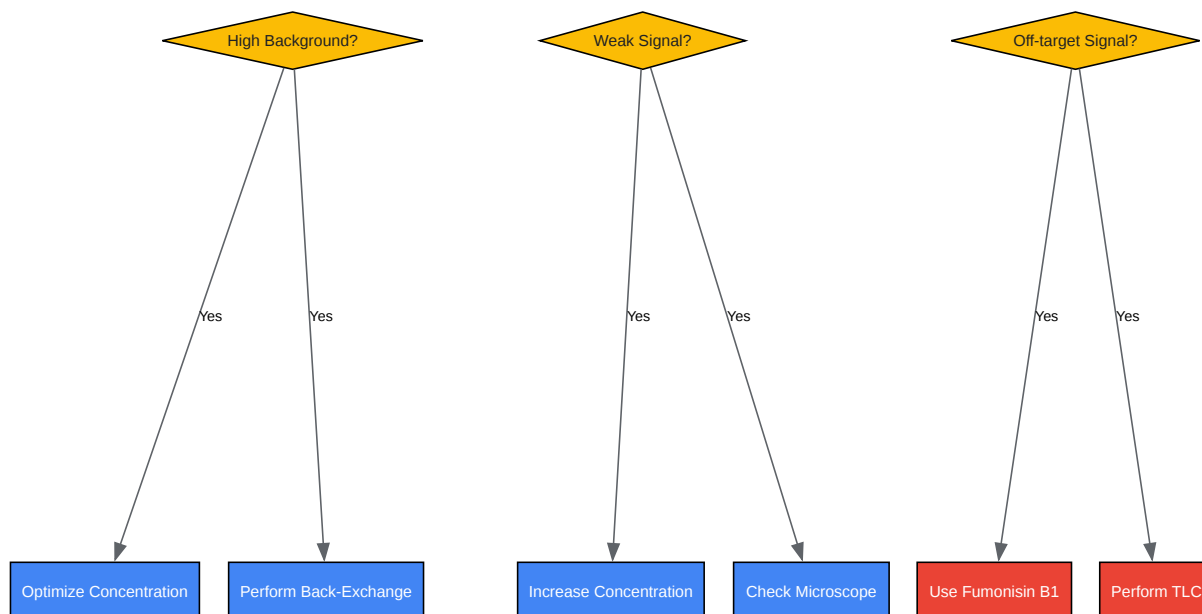 High Background?
Weak Signal?
Off-target Signal?
Yes
Yes
Yes
Yes
Yes
Yes
Optimize Concentration
Perform Back-Exchange
Increase Concentration
Check Microscope
Use Fumonisin B1
Perform TLC